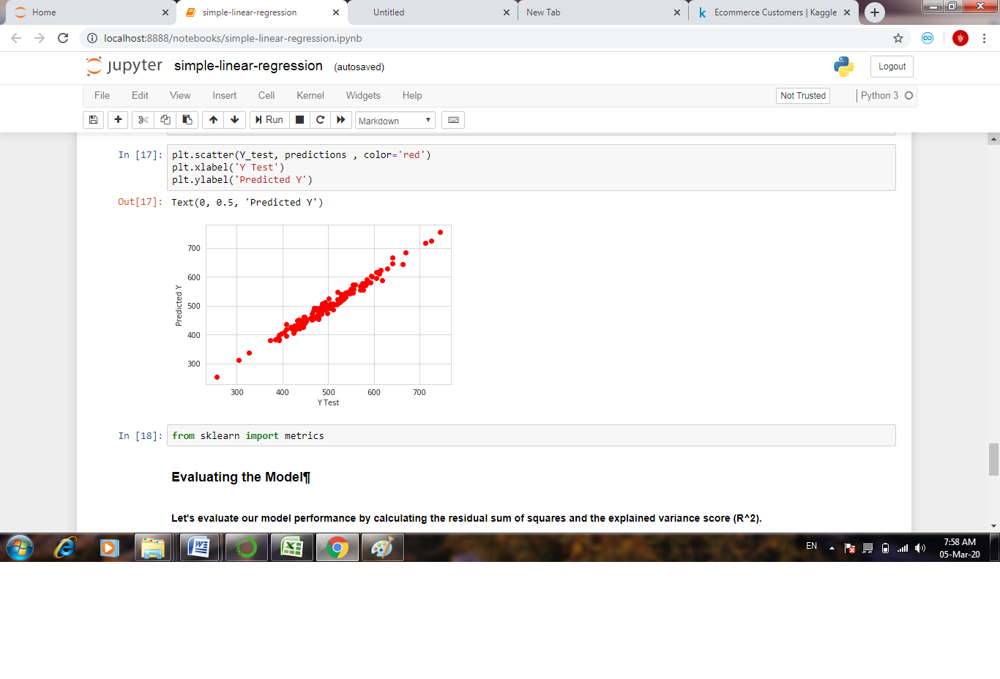 Home
simple-linear-regression
Untitled
New Tab
Ecommerce Customers | Kaggle
localhost:8888/notebooks/simple-linear-regression.ipynb
jupyter simple-linear-regression (autosaved)
Logout
File Edit View Insert Cell Kernel Widgets Help
Not Trusted
Python 3
Run
Markdown
In [17]: plt.scatter(Y_test, predictions , color='red')
plt.xlabel('Y Test')
plt.ylabel('Predicted Y')
Out[17]: Text(0, 0.5, 'Predicted Y')
700
600
500
400
300
Predicted Y
300 400 500 600 700
Y Test
In [18]: from sklearn import metrics
Evaluating the Model¶
Let's evaluate our model performance by calculating the residual sum of squares and the explained variance score (R^2).
EN
7:58 AM
05-Mar-20